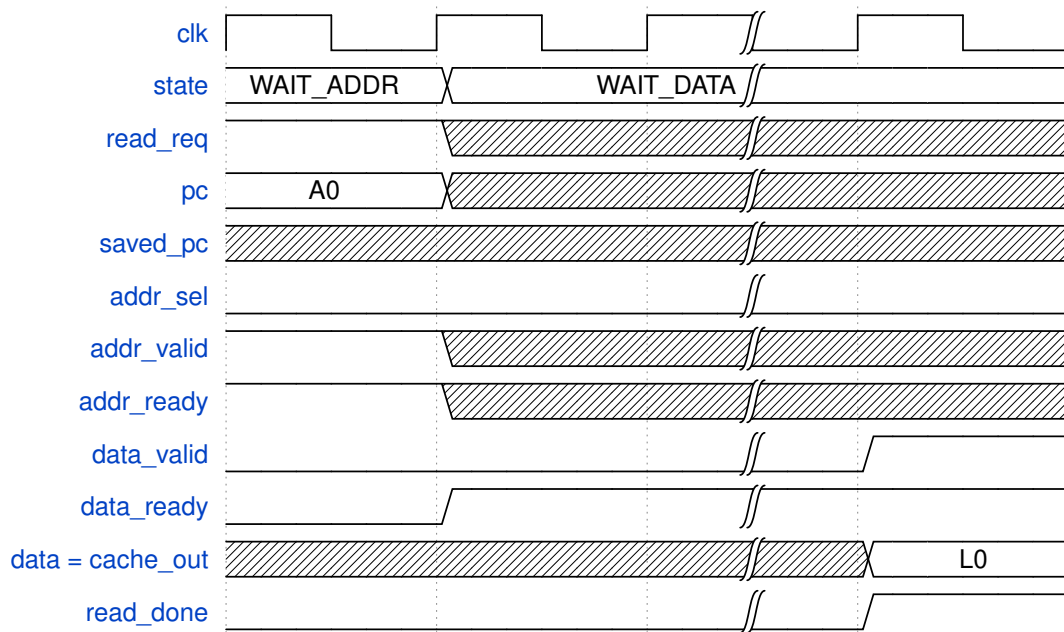 clk
state WAIT_ADDR WAIT_DATA
read_req
pc A0
saved_pc
addr_sel
addr_valid
addr_ready
data_valid
data_ready
data = cache_out L0
read_done